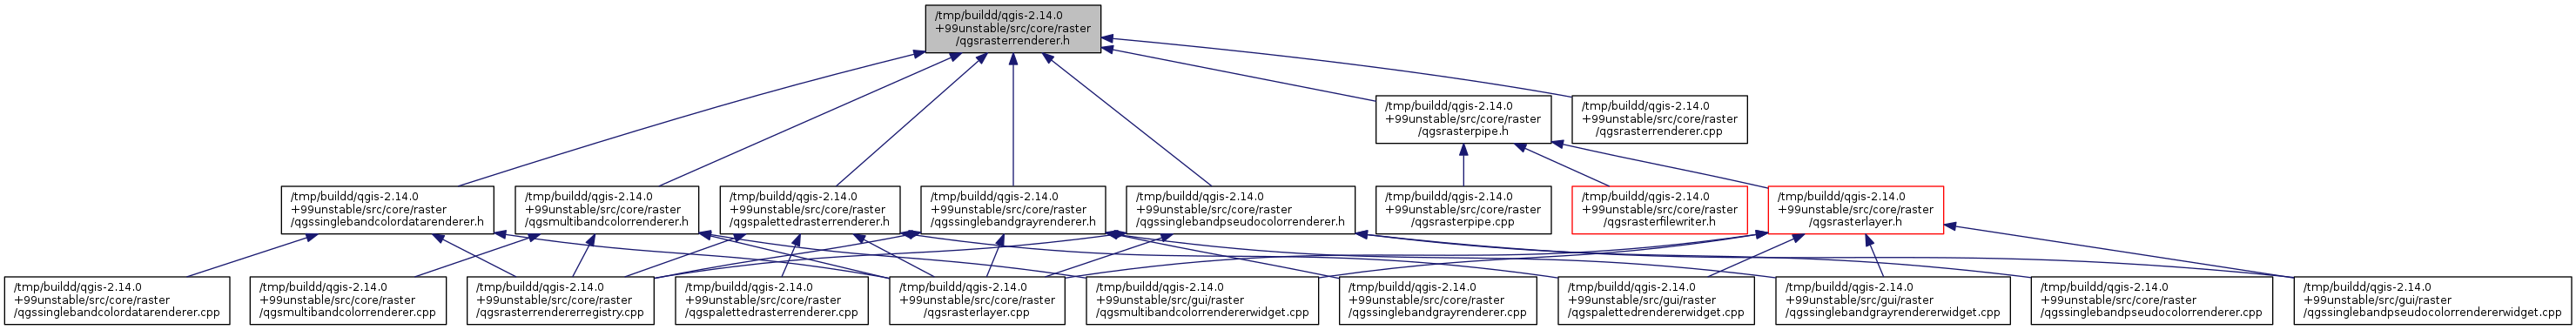 /tmp/buildd/qgis-2.14.0
+99unstable/src/core/raster
/qgsrasterrenderer.h
/tmp/buildd/qgis-2.14.0
+99unstable/src/core/raster
/qgsrasterpipe.h
/tmp/buildd/qgis-2.14.0
+99unstable/src/core/raster
/qgsrasterrenderer.cpp
/tmp/buildd/qgis-2.14.0
+99unstable/src/core/raster
/qgssinglebandcolordatarenderer.h
/tmp/buildd/qgis-2.14.0
+99unstable/src/core/raster
/qgsmultibandcolorrenderer.h
/tmp/buildd/qgis-2.14.0
+99unstable/src/core/raster
/qgspalettedrasterrenderer.h
/tmp/buildd/qgis-2.14.0
+99unstable/src/core/raster
/qgssinglebandgrayrenderer.h
/tmp/buildd/qgis-2.14.0
+99unstable/src/core/raster
/qgssinglebandpseudocolorrenderer.h
/tmp/buildd/qgis-2.14.0
+99unstable/src/core/raster
/qgsrasterpipe.cpp
/tmp/buildd/qgis-2.14.0
+99unstable/src/core/raster
/qgsrasterfilewriter.h
/tmp/buildd/qgis-2.14.0
+99unstable/src/core/raster
/qgsrasterlayer.h
/tmp/buildd/qgis-2.14.0
+99unstable/src/core/raster
/qgssinglebandcolordatarenderer.cpp
/tmp/buildd/qgis-2.14.0
+99unstable/src/core/raster
/qgsmultibandcolorrenderer.cpp
/tmp/buildd/qgis-2.14.0
+99unstable/src/core/raster
/qgsrasterrendererregistry.cpp
/tmp/buildd/qgis-2.14.0
+99unstable/src/core/raster
/qgspalettedrasterrenderer.cpp
/tmp/buildd/qgis-2.14.0
+99unstable/src/core/raster
/qgsrasterlayer.cpp
/tmp/buildd/qgis-2.14.0
+99unstable/src/gui/raster
/qgsmultibandcolorrendererwidget.cpp
/tmp/buildd/qgis-2.14.0
+99unstable/src/core/raster
/qgssinglebandgrayrenderer.cpp
/tmp/buildd/qgis-2.14.0
+99unstable/src/gui/raster
/qgspalettedrendererwidget.cpp
/tmp/buildd/qgis-2.14.0
+99unstable/src/gui/raster
/qgssinglebandgrayrendererwidget.cpp
/tmp/buildd/qgis-2.14.0
+99unstable/src/core/raster
/qgssinglebandpseudocolorrenderer.cpp
/tmp/buildd/qgis-2.14.0
+99unstable/src/gui/raster
/qgssinglebandpseudocolorrendererwidget.cpp